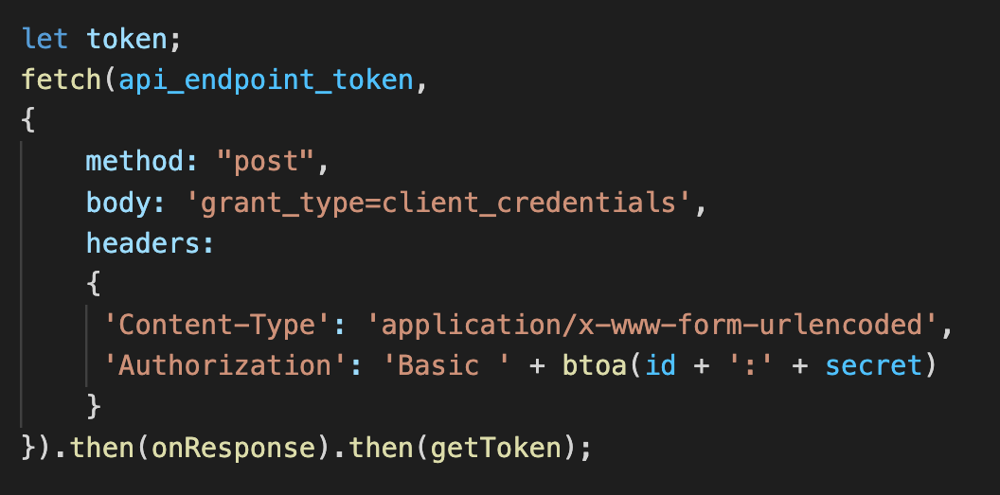 let token;
fetch(api_endpoint_token,
{
    method: "post",
    body: 'grant_type=client_credentials',
    headers:
    {
     'Content-Type': 'application/x-www-form-urlencoded',
     'Authorization': 'Basic ' + btoa(id + ':' + secret)
    }
}).then(onResponse).then(getToken);